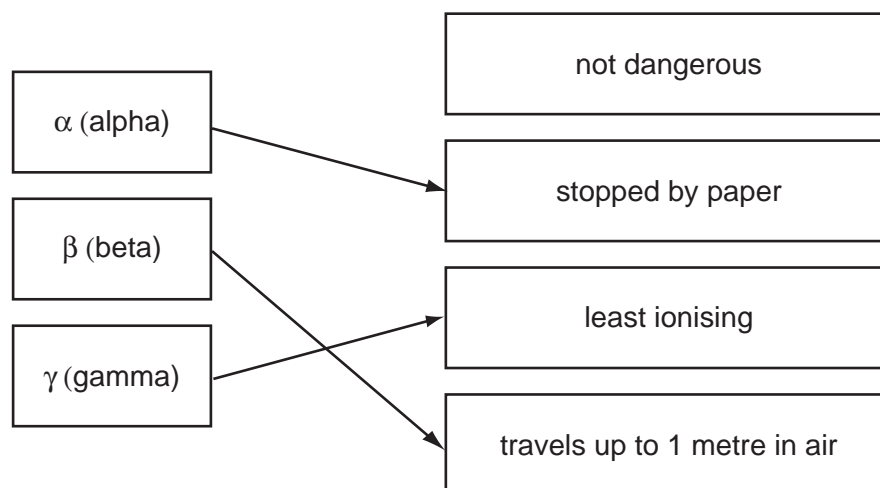 not dangerous
α (alpha)
stopped by paper
β (beta)
least ionising
γ (gamma)
travels up to 1 metre in air